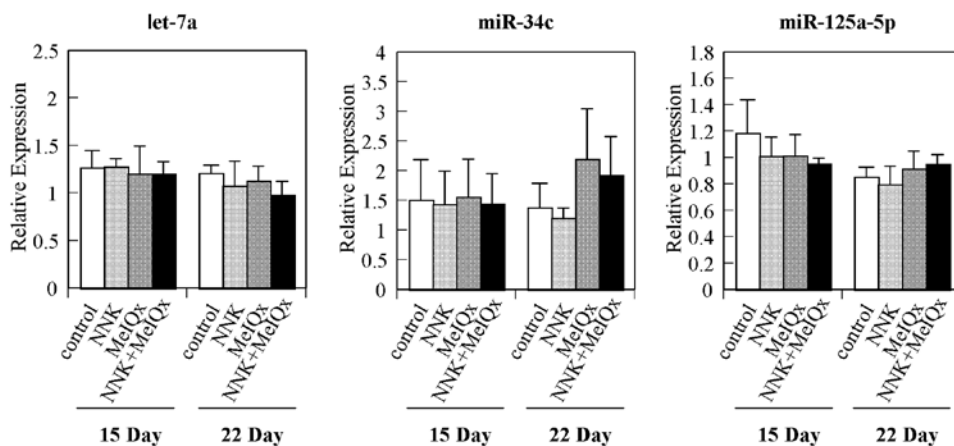 let-7a
2.5
2
1.5
1
0.5
0
Relative Expression
control
NNK
MeIQx
NNK+MeIQx
control
NNK
MeIQx
NNK+MeIQx
15 Day
22 Day
miR-34c
4
3.5
3
2.5
2
1.5
1
0.5
0
Relative Expression
control
NNK
MeIQx
NNK+MeIQx
control
NNK
MeIQx
NNK+MeIQx
15 Day
22 Day
miR-125a-5p
1.8
1.6
1.4
1.2
1
0.8
0.6
0.4
0.2
0
Relative Expression
control
NNK
MeIQx
NNK+MeIQx
control
NNK
MeIQx
NNK+MeIQx
15 Day
22 Day